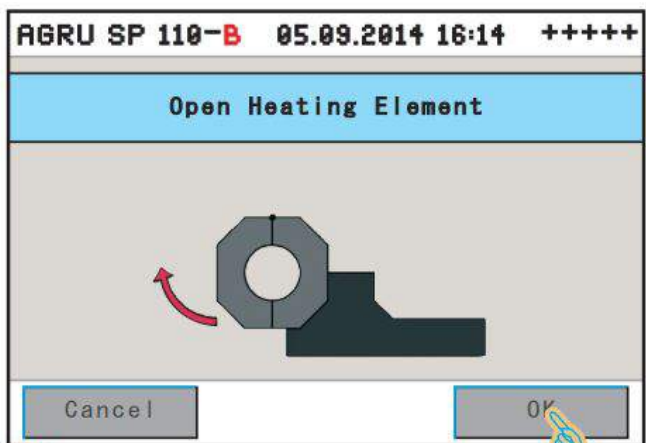 AGRU SP 110-B 05.09.2014 16:14 +++++
Open Heating Element
Cancel OK